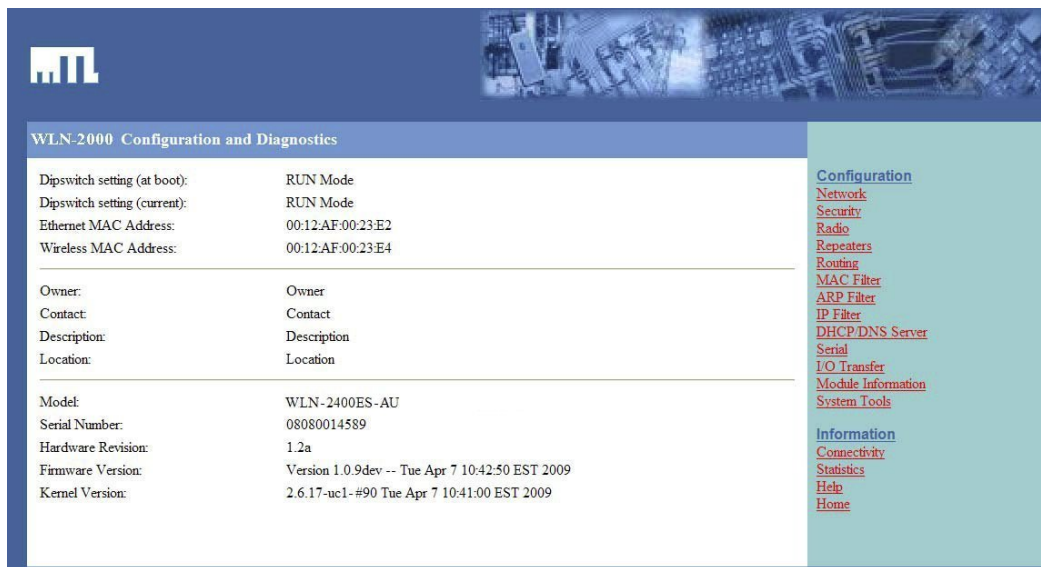 MTL
WLN-2000 Configuration and Diagnostics
Dipswitch setting (at boot): RUN Mode
Dipswitch setting (current): RUN Mode
Ethernet MAC Address: 00:12:AF:00:23:E2
Wireless MAC Address: 00:12:AF:00:23:E4
Owner: Owner
Contact: Contact
Description: Description
Location: Location
Model: WLN-2400ES-AU
Serial Number: 08080014589
Hardware Revision: 1.2a
Firmware Version: Version 1.0.9dev -- Tue Apr 7 10:42:50 EST 2009
Kernel Version: 2.6.17-uc1-#90 Tue Apr 7 10:41:00 EST 2009
Configuration
Network
Security
Radio
Repeaters
Routing
MAC Filter
ARP Filter
IP Filter
DHCP/DNS Server
Serial
I/O Transfer
Module Information
System Tools
Information
Connectivity
Statistics
Help
Home